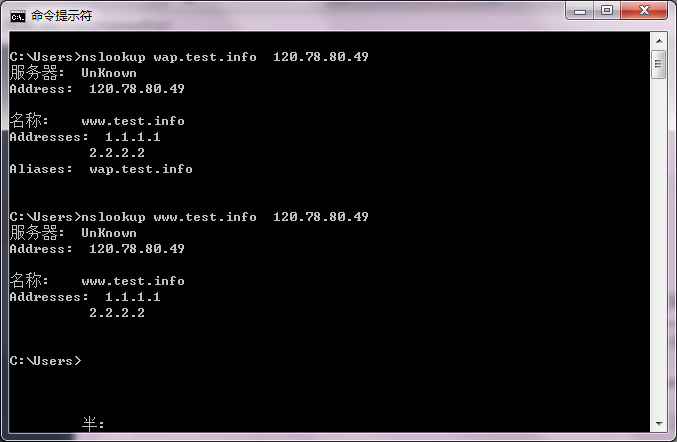 命令提示符
C:\Users>nslookup wap.test.info  120.78.80.49
服务器:  UnKnown
Address:  120.78.80.49
名称:    www.test.info
Addresses:  1.1.1.1
2.2.2.2
Aliases:  wap.test.info
C:\Users>nslookup www.test.info  120.78.80.49
服务器:  UnKnown
Address:  120.78.80.49
名称:    www.test.info
Addresses:  1.1.1.1
2.2.2.2
C:\Users>
半: